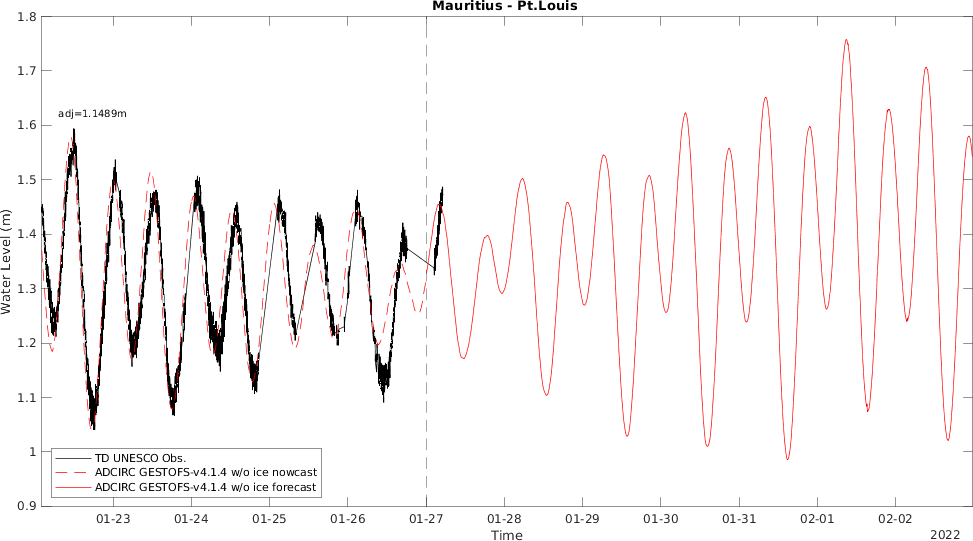 Mauritius - Pt.Louis
1.8
1.7
adj=1.1489m
1.6
1.5
1.4
Water Level (m)
1.3
1.2
1.1
1
0.9
TD UNESCO Obs.
ADCIRC GESTOFS-v4.1.4 w/o ice nowcast
ADCIRC GESTOFS-v4.1.4 w/o ice forecast
01-23 01-24 01-25 01-26 01-27 01-28 01-29 01-30 01-31 02-01 02-02
Time
2022